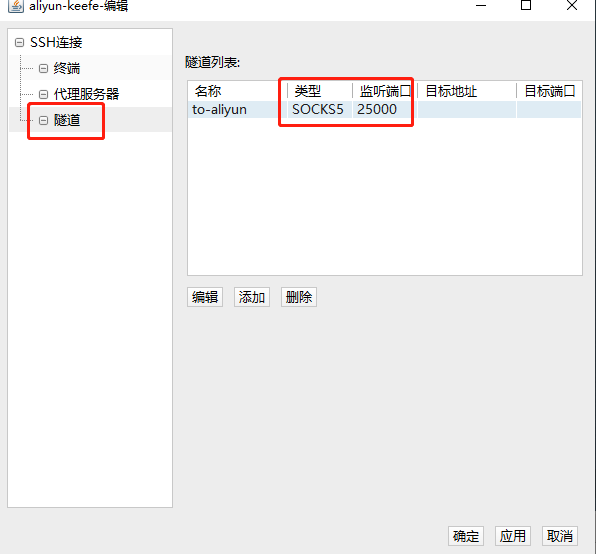 aliyun-keefe-编辑
SSH连接
终端
代理服务器
隧道
隧道列表:
名称 类型 监听端口 目标地址 目标端口
to-aliyun SOCKS5 25000
编辑 添加 删除
确定 应用 取消